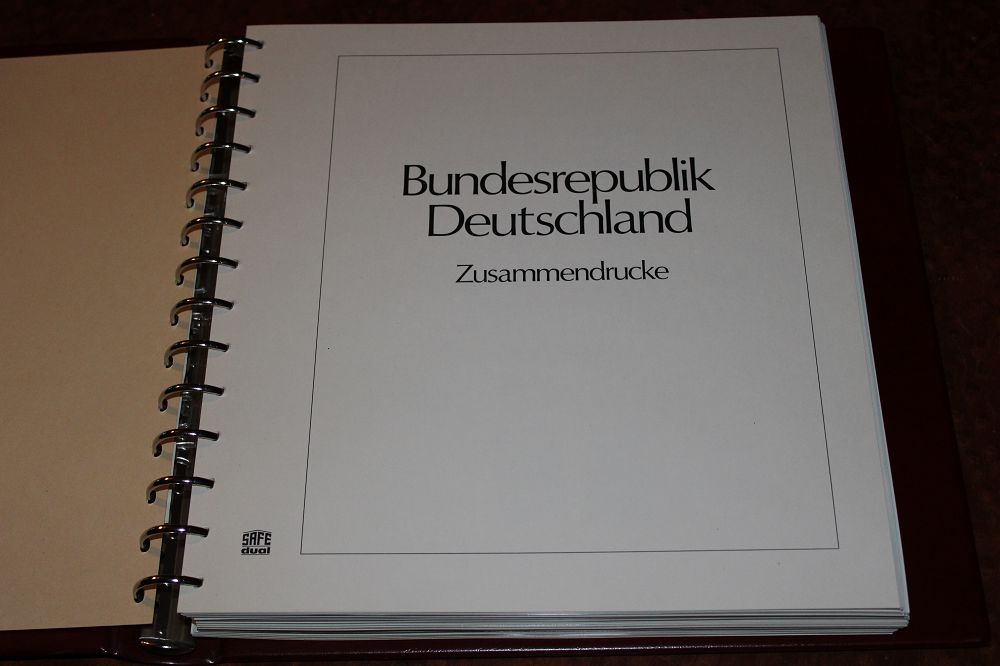 Bundesrepublik
Deutschland
Zusammendrucke
SAFE
dual